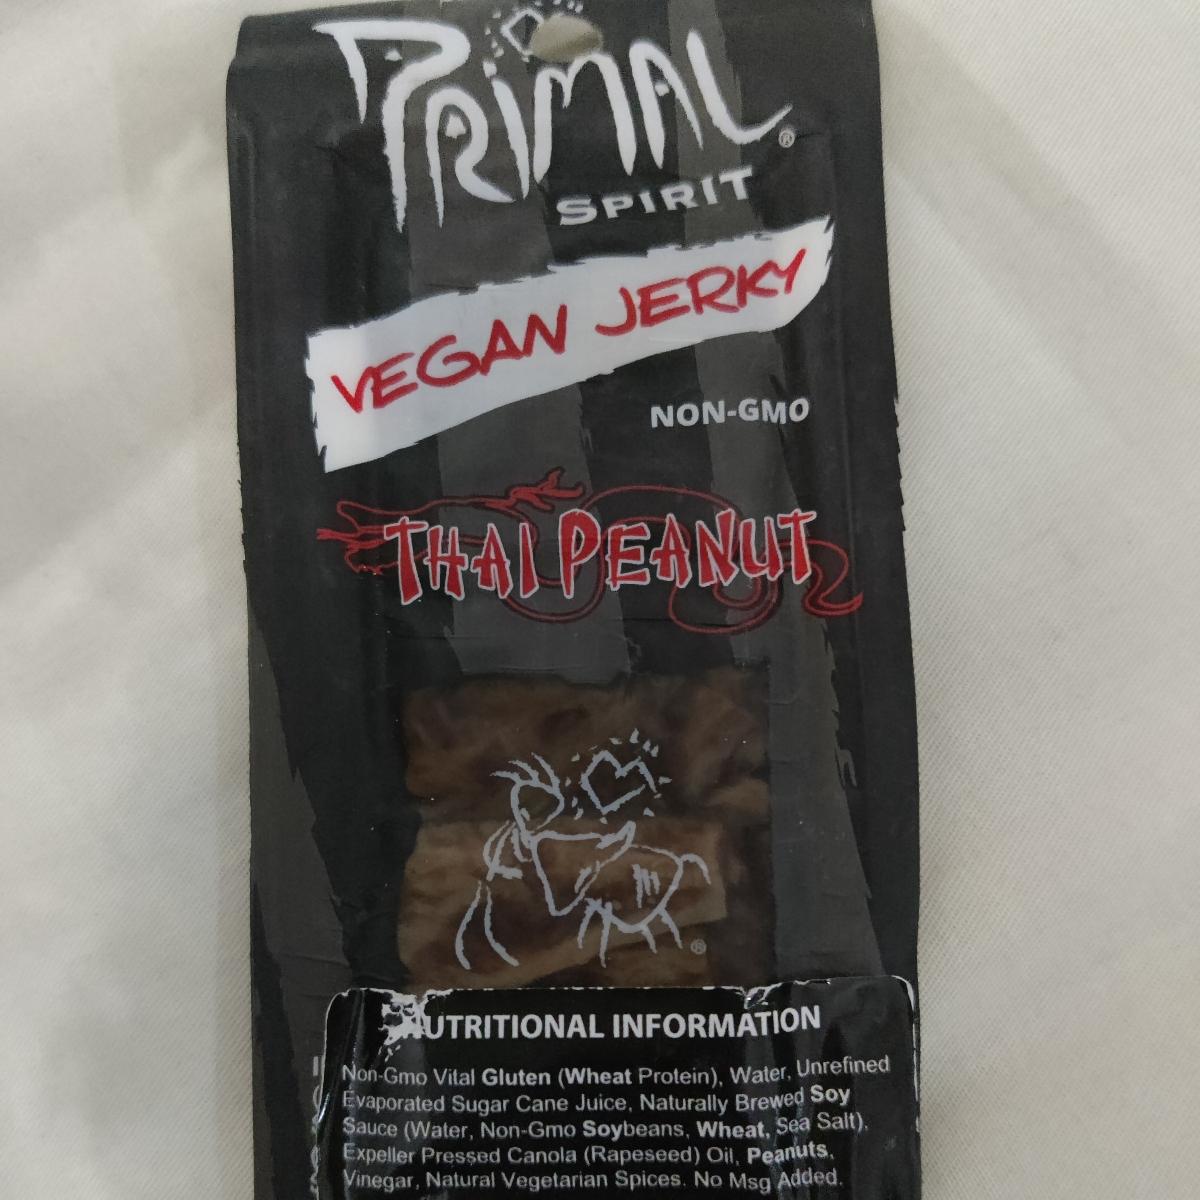 PRIMAL
®
SPIRIT
VEGAN JERKY
NON-GMO
THAI PEANUT
®
NUTRITIONAL INFORMATION
Non-Gmo Vital Gluten (Wheat Protein), Water, Unrefined
Evaporated Sugar Cane Juice, Naturally Brewed Soy
Sauce (Water, Non-Gmo Soybeans, Wheat, Sea Salt),
Expeller Pressed Canola (Rapeseed) Oil, Peanuts,
Vinegar, Natural Vegetarian Spices. No Msg Added.